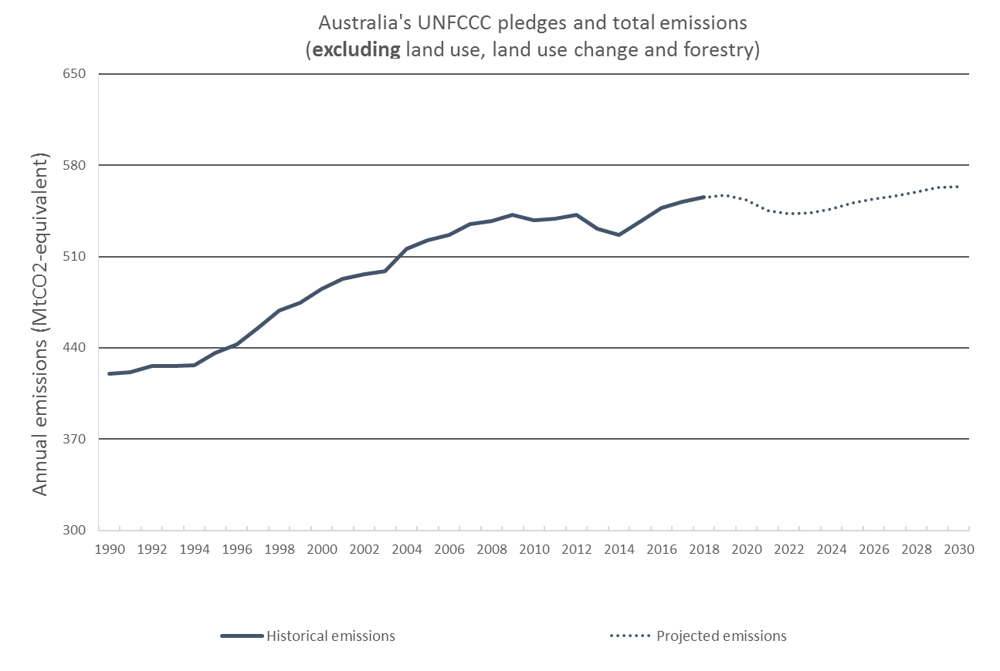 Australia's UNFCCC pledges and total emissions
(excluding land use, land use change and forestry)
650
580
510
440
370
300
Annual emissions (MtCO2-equivalent)
1990 1992 1994 1996 1998 2000 2002 2004 2006 2008 2010 2012 2014 2016 2018 2020 2022 2024 2026 2028 2030
Historical emissions
Projected emissions